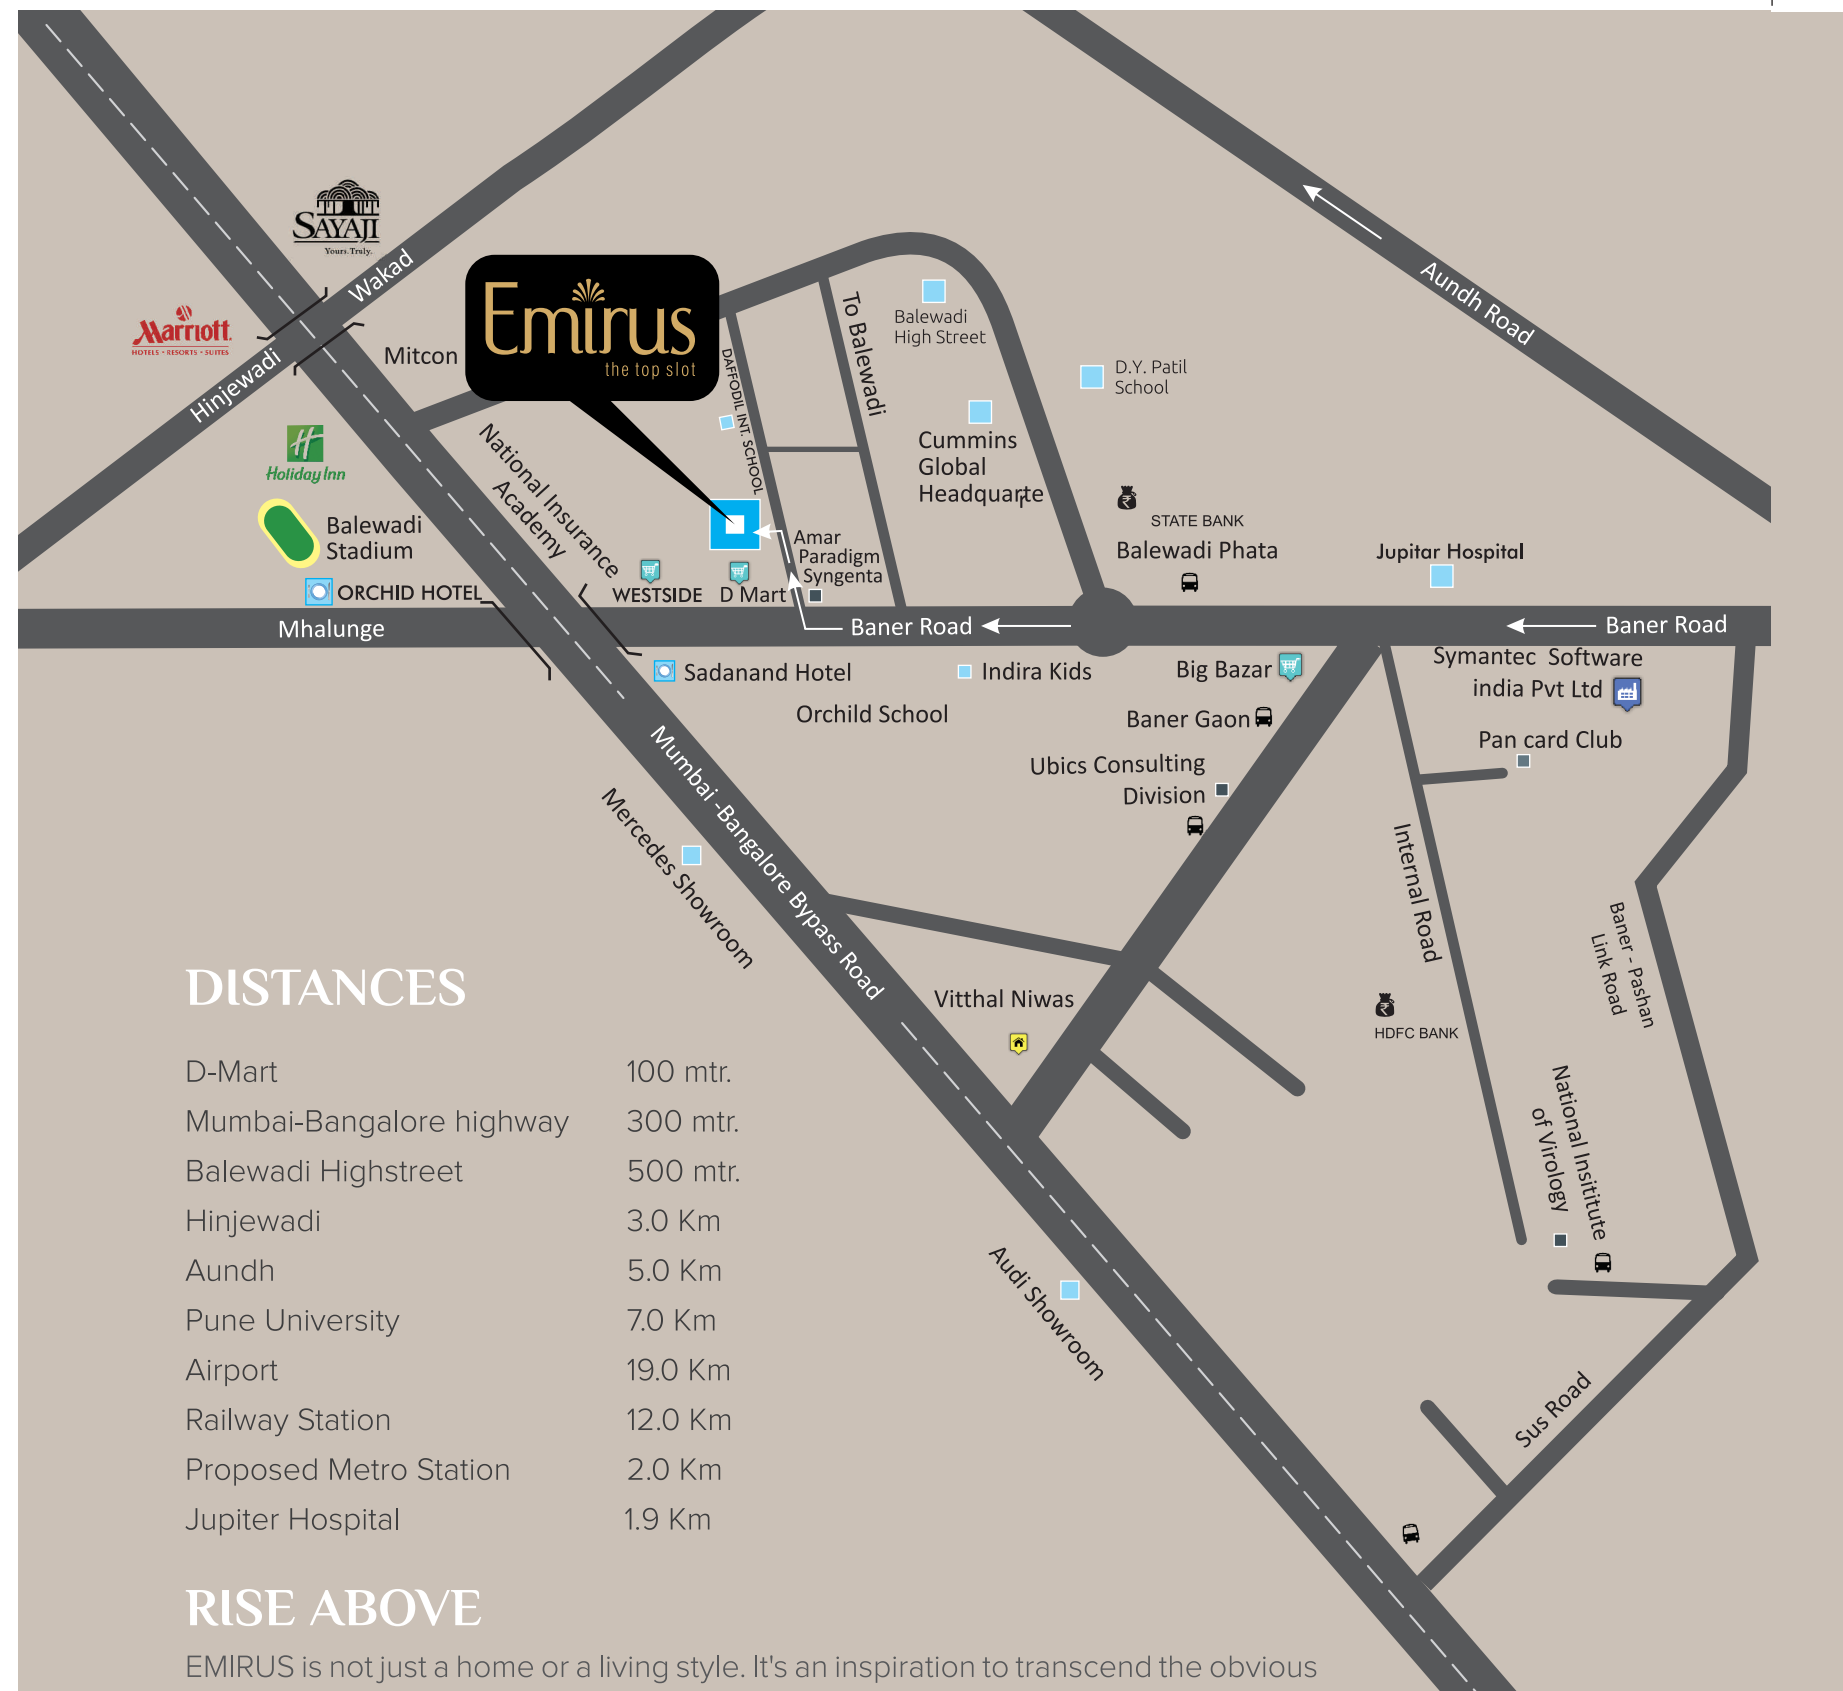 SAYAJI
Yours. Truly.
Wakad
Marriott
HOTELS • RESORTS • SUITES
Hinjewadi
Mitcon
Emirus
the top slot
DAFFODIL INT. SCHOOL
To Balewadi
Balewadi
High Street
D.Y. Patil
School
Aundh Road
Cummins
Global
Headquarte
r
Holiday Inn
National Insurance
Academy
Balewadi
Stadium
ORCHID HOTEL
WESTSIDE
D Mart
Amar
Paradigm
Syngenta
STATE BANK
Balewadi Phata
Jupitar Hospital
Mhalunge
Baner Road
Baner Road
Sadanand Hotel
Indira Kids
Orchild School
Big Bazar
Baner Gaon
Ubics Consulting
Division
Symantec Software
india Pvt Ltd
Pan card Club
Mumbai -Bangalore Bypass Road
Mercedes Showroom
Internal Road
Baner - Pashan
Link Road
Vitthal Niwas
HDFC BANK
National Insititute
of Virology
Audi Showroom
Sus Road
DISTANCES
D-Mart 100 mtr.
Mumbai-Bangalore highway 300 mtr.
Balewadi Highstreet 500 mtr.
Hinjewadi 3.0 Km
Aundh 5.0 Km
Pune University 7.0 Km
Airport 19.0 Km
Railway Station 12.0 Km
Proposed Metro Station 2.0 Km
Jupiter Hospital 1.9 Km
RISE ABOVE
EMIRUS is not just a home or a living style. It's an inspiration to transcend the obvious